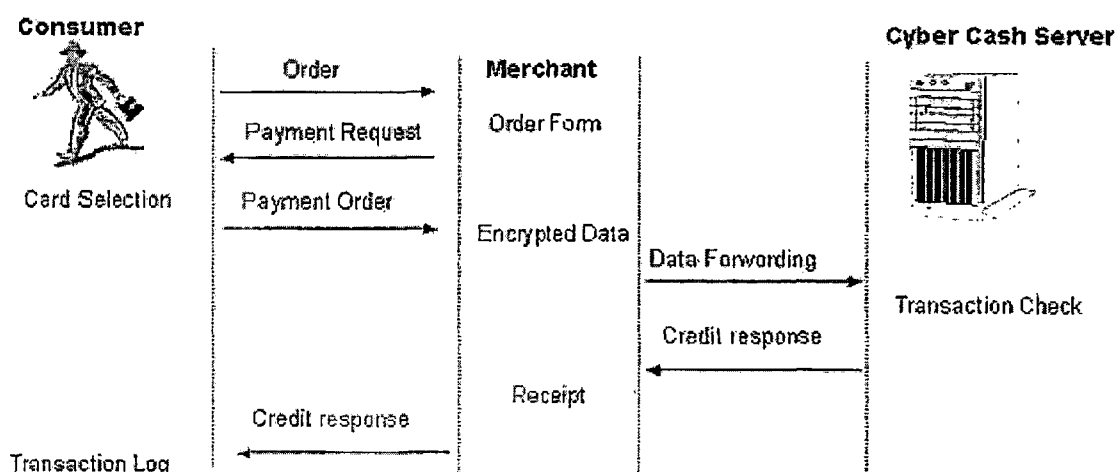 Consumer
Cyber Cash Server
Order
Merchant
Payment Request
Order Form
Card Selection
Payment Order
Encrypted Data
Data Forwording
Transaction Check
Credit response
Receipt
Credit response
Transaction Log